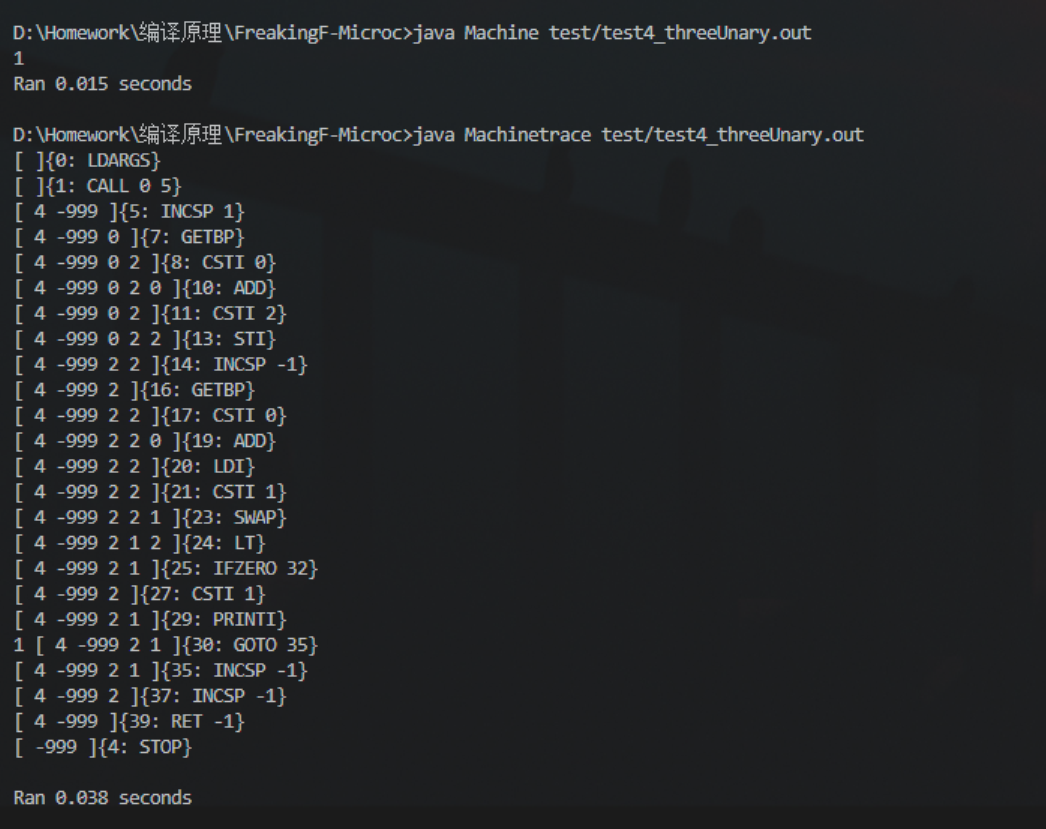 D:\Homework\编译原理\FreakingF-Microc>java Machine test/test4_threeUnary.out
1
Ran 0.015 seconds
D:\Homework\编译原理\FreakingF-Microc>java Machinetrace test/test4_threeUnary.out
[ ]{0: LDARGS}
[ ]{1: CALL 0 5}
[ 4 -999 ]{5: INCSP 1}
[ 4 -999 0 ]{7: GETBP}
[ 4 -999 0 2 ]{8: CSTI 0}
[ 4 -999 0 2 0 ]{10: ADD}
[ 4 -999 0 2 ]{11: CSTI 2}
[ 4 -999 0 2 2 ]{13: STI}
[ 4 -999 2 2 ]{14: INCSP -1}
[ 4 -999 2 ]{16: GETBP}
[ 4 -999 2 2 ]{17: CSTI 0}
[ 4 -999 2 2 0 ]{19: ADD}
[ 4 -999 2 2 ]{20: LDI}
[ 4 -999 2 2 ]{21: CSTI 1}
[ 4 -999 2 2 1 ]{23: SWAP}
[ 4 -999 2 1 2 ]{24: LT}
[ 4 -999 2 1 ]{25: IFZERO 32}
[ 4 -999 2 ]{27: CSTI 1}
[ 4 -999 2 1 ]{29: PRINTI}
1 [ 4 -999 2 1 ]{30: GOTO 35}
[ 4 -999 2 1 ]{35: INCSP -1}
[ 4 -999 2 ]{37: INCSP -1}
[ 4 -999 ]{39: RET -1}
[ -999 ]{4: STOP}
Ran 0.038 seconds